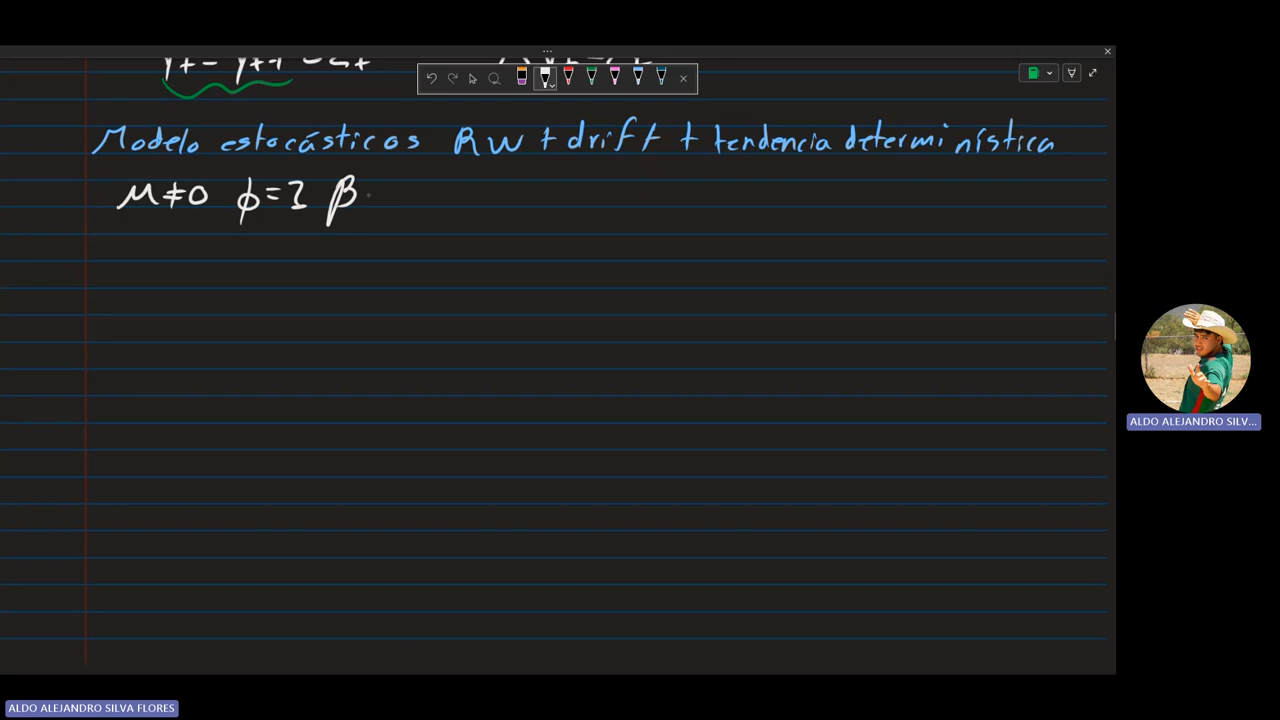 Modelo estocásticos RW + drift + tendencia determinística
μ≠0 φ=1 β
ALDO ALEJANDRO SILV...
ALDO ALEJANDRO SILVA FLORES